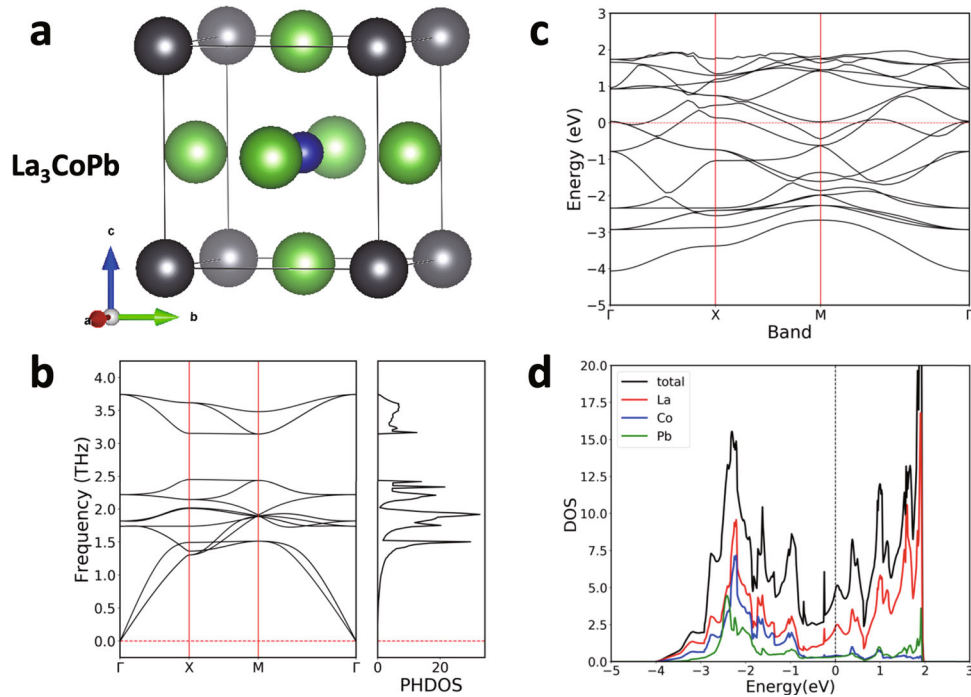 a
La₃CoPb
c
a
b
b
4.0
3.5
3.0
2.5
2.0
1.5
1.0
0.5
0.0
Frequency (THz)
Γ X M Γ
0 20
PHDOS
c
3
2
1
0
−1
−2
−3
−4
−5
Energy (eV)
Γ X M Γ
Band
d
20.0
17.5
15.0
12.5
10.0
7.5
5.0
2.5
0.0
DOS
total
La
Co
Pb
−5 −4 −3 −2 −1 0 1 2 3
Energy(eV)